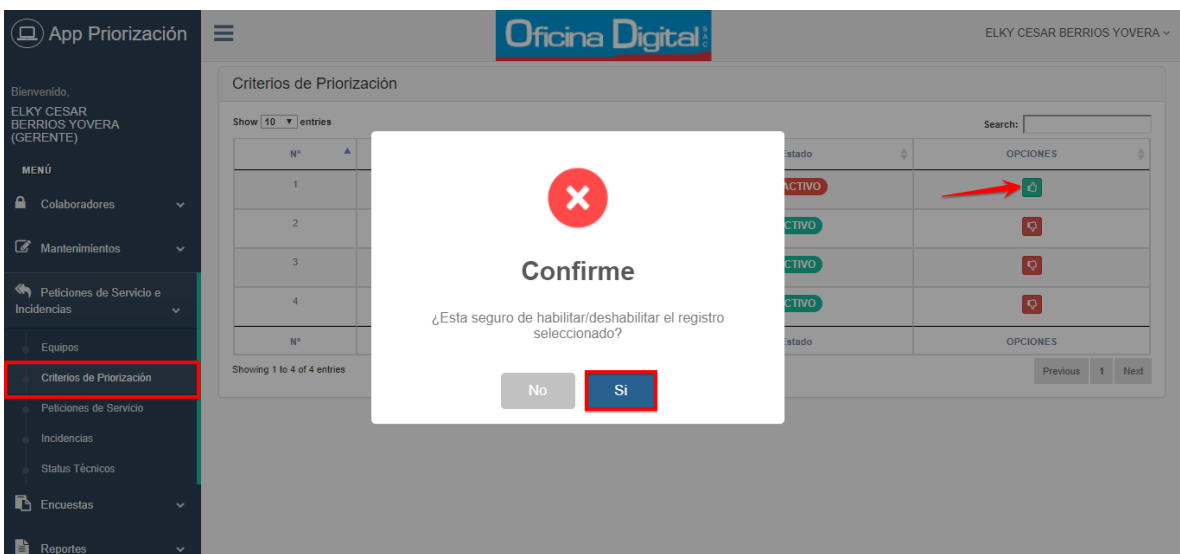 App Priorización
Oficina Digital SAC
ELKY CESAR BERRIOS YOVERA
Bienvenido,
ELKY CESAR
BERRIOS YOVERA
(GERENTE)
MENÚ
Colaboradores
Mantenimientos
Peticiones de Servicio e
Incidencias
Equipos
Criterios de Priorización
Peticiones de Servicio
Incidencias
Status Técnicos
Encuestas
Reportes
Criterios de Priorización
Show 10 entries
Search:
N° Estado OPCIONES
1 ACTIVO
2 CTIVO
3 CTIVO
4 CTIVO
N° Estado OPCIONES
Showing 1 to 4 of 4 entries
Previous 1 Next
Confirme
¿Esta seguro de habilitar/deshabilitar el registro
seleccionado?
No Si